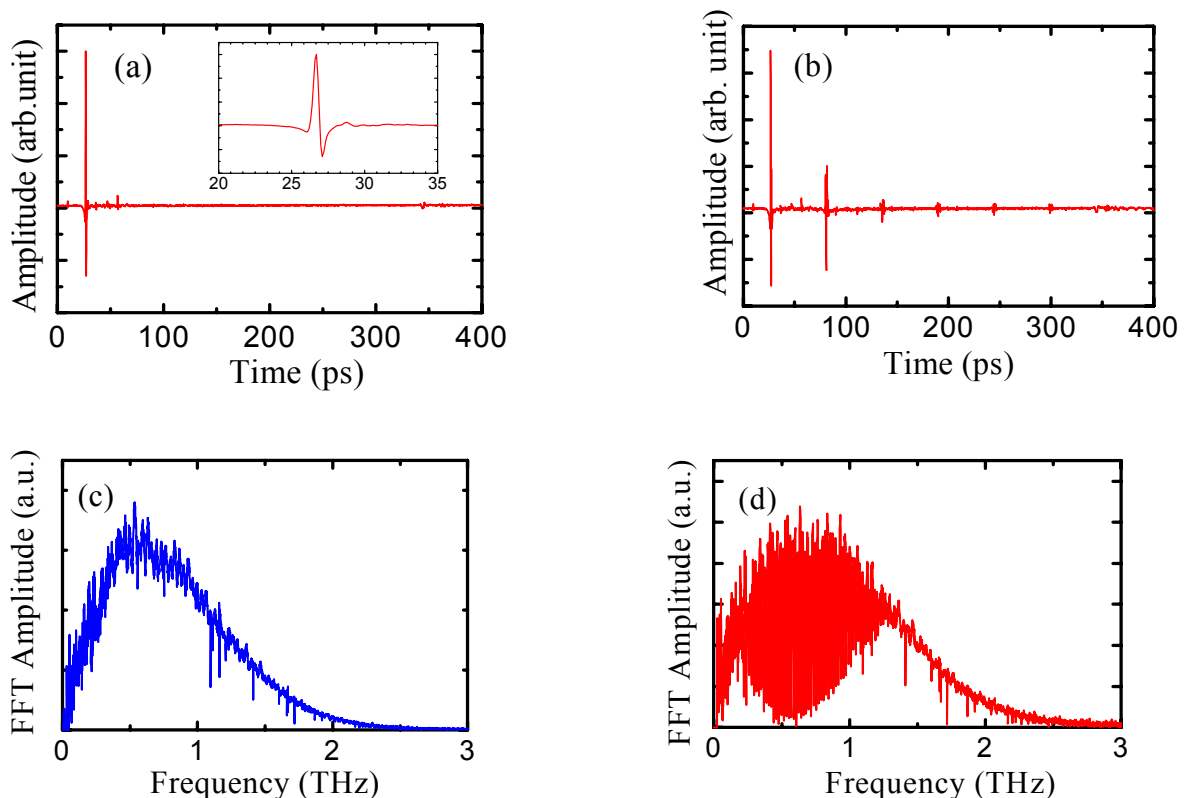 (a)
Amplitude (arb.unit)
20 25 30 35
0 100 200 300 400
Time (ps)
(b)
Amplitude (arb. unit)
0 100 200 300 400
Time (ps)
(c)
FFT Amplitude (a.u.)
0 1 2 3
Frequency (THz)
(d)
FFT Amplitude (a.u.)
0 1 2 3
Frequency (THz)